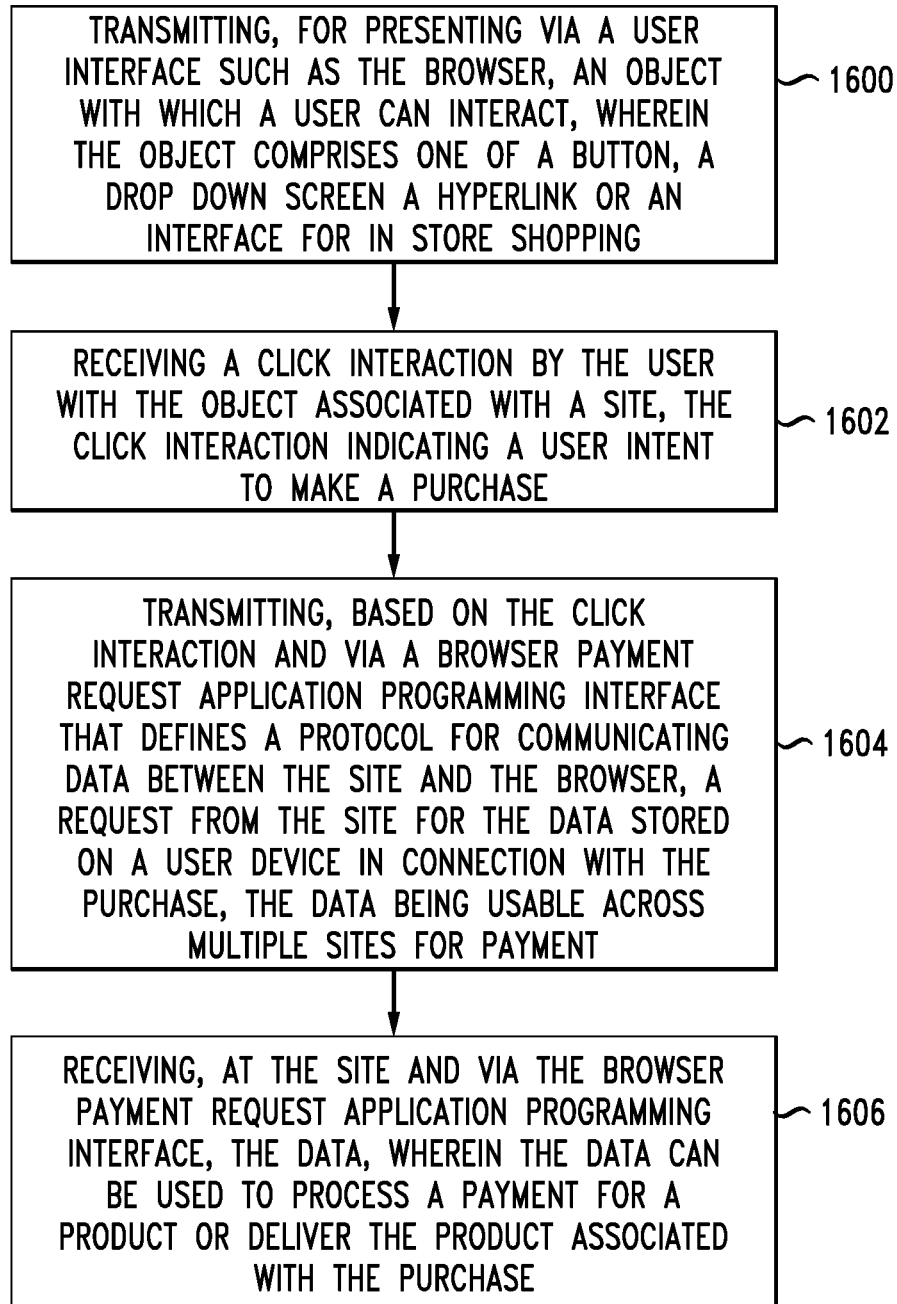 TRANSMITTING, FOR PRESENTING VIA A USER
INTERFACE SUCH AS THE BROWSER, AN OBJECT
WITH WHICH A USER CAN INTERACT, WHEREIN
THE OBJECT COMPRISES ONE OF A BUTTON, A
DROP DOWN SCREEN A HYPERLINK OR AN
INTERFACE FOR IN STORE SHOPPING
1600
RECEIVING A CLICK INTERACTION BY THE USER
WITH THE OBJECT ASSOCIATED WITH A SITE, THE
CLICK INTERACTION INDICATING A USER INTENT
TO MAKE A PURCHASE
1602
TRANSMITTING, BASED ON THE CLICK
INTERACTION AND VIA A BROWSER PAYMENT
REQUEST APPLICATION PROGRAMMING INTERFACE
THAT DEFINES A PROTOCOL FOR COMMUNICATING
DATA BETWEEN THE SITE AND THE BROWSER, A
REQUEST FROM THE SITE FOR THE DATA STORED
ON A USER DEVICE IN CONNECTION WITH THE
PURCHASE, THE DATA BEING USABLE ACROSS
MULTIPLE SITES FOR PAYMENT
1604
RECEIVING, AT THE SITE AND VIA THE BROWSER
PAYMENT REQUEST APPLICATION PROGRAMMING
INTERFACE, THE DATA, WHEREIN THE DATA CAN
BE USED TO PROCESS A PAYMENT FOR A
PRODUCT OR DELIVER THE PRODUCT ASSOCIATED
WITH THE PURCHASE
1606